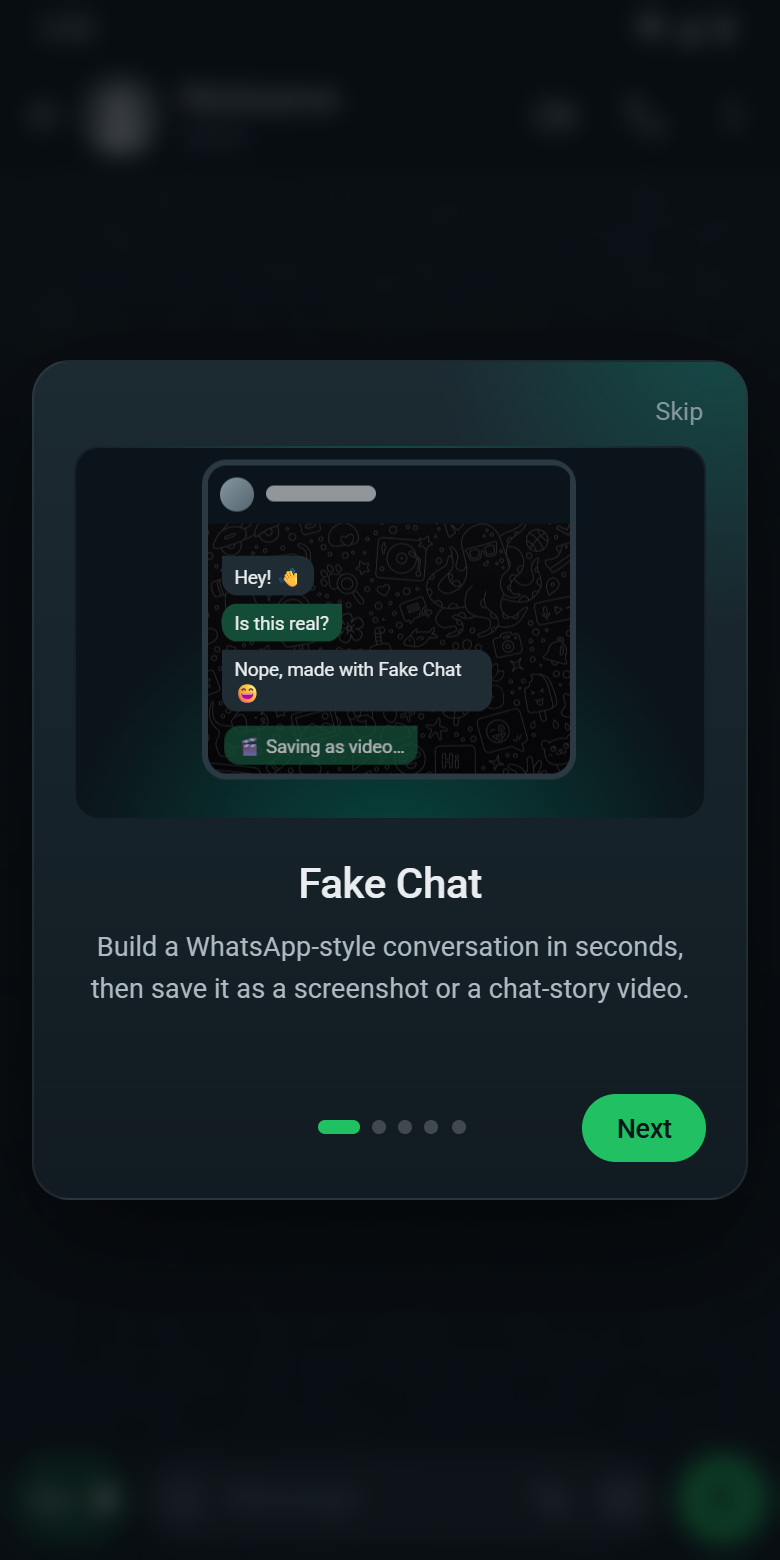 Skip
Hey! 👋
Is this real?
Nope, made with Fake Chat
😄
🎬 Saving as video...
Fake Chat
Build a WhatsApp-style conversation in seconds,
then save it as a screenshot or a chat-story video.
Next